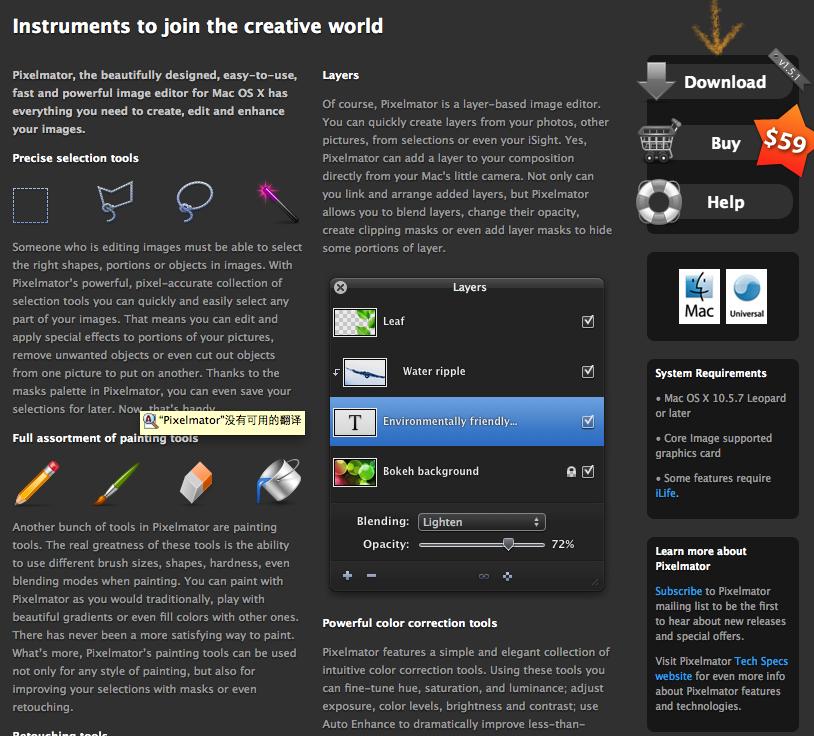 Instruments to join the creative world
Pixelmator, the beautifully designed, easy-to-use,
fast and powerful image editor for Mac OS X has
everything you need to create, edit and enhance
your images.
Precise selection tools
Someone who is editing images must be able to select
the right shapes, portions or objects in images. With
Pixelmator's powerful, pixel-accurate collection of
selection tools you can quickly and easily select any
part of your images. That means you can edit and
apply special effects to portions of your pictures,
remove unwanted objects or even cut out objects
from one picture to put on another. Thanks to the
masks palette in Pixelmator, you can even save your
selections for later. Now, that's handy.
A
"Pixelmator"没有可用的翻译
Full assortment of painting tools
Another bunch of tools in Pixelmator are painting
tools. The real greatness of these tools is the ability
to use different brush sizes, shapes, hardness, even
blending modes when painting. You can paint with
Pixelmator as you would traditionally, play with
beautiful gradients or even fill colors with other ones.
There has never been a more satisfying way to paint.
What's more, Pixelmator's painting tools can be used
not only for any style of painting, but also for
improving your selections with masks or even
retouching.
Retouching tools
Layers
Of course, Pixelmator is a layer-based image editor.
You can quickly create layers from your photos, other
pictures, from selections or even your iSight. Yes,
Pixelmator can add a layer to your composition
directly from your Mac's little camera. Not only can
you link and arrange added layers, but Pixelmator
allows you to blend layers, change their opacity,
create clipping masks or even add layer masks to hide
some portions of layer.
Layers
Leaf
Water ripple
T
Environmentally friendly...
Bokeh background
Blending: Lighten
Opacity: 72%
Powerful color correction tools
Pixelmator features a simple and elegant collection of
intuitive color correction tools. Using these tools you
can fine-tune hue, saturation, and luminance; adjust
exposure, color levels, brightness and contrast; use
Auto Enhance to dramatically improve less-than-
Download
v1.5.1
Buy
$59
Help
Mac
Universal
System Requirements
• Mac OS X 10.5.7 Leopard
or later
• Core Image supported
graphics card
• Some features require
iLife.
Learn more about
Pixelmator
Subscribe to Pixelmator
mailing list to be the first
to hear about new releases
and special offers.
Visit Pixelmator Tech Specs
website for even more info
about Pixelmator features
and technologies.